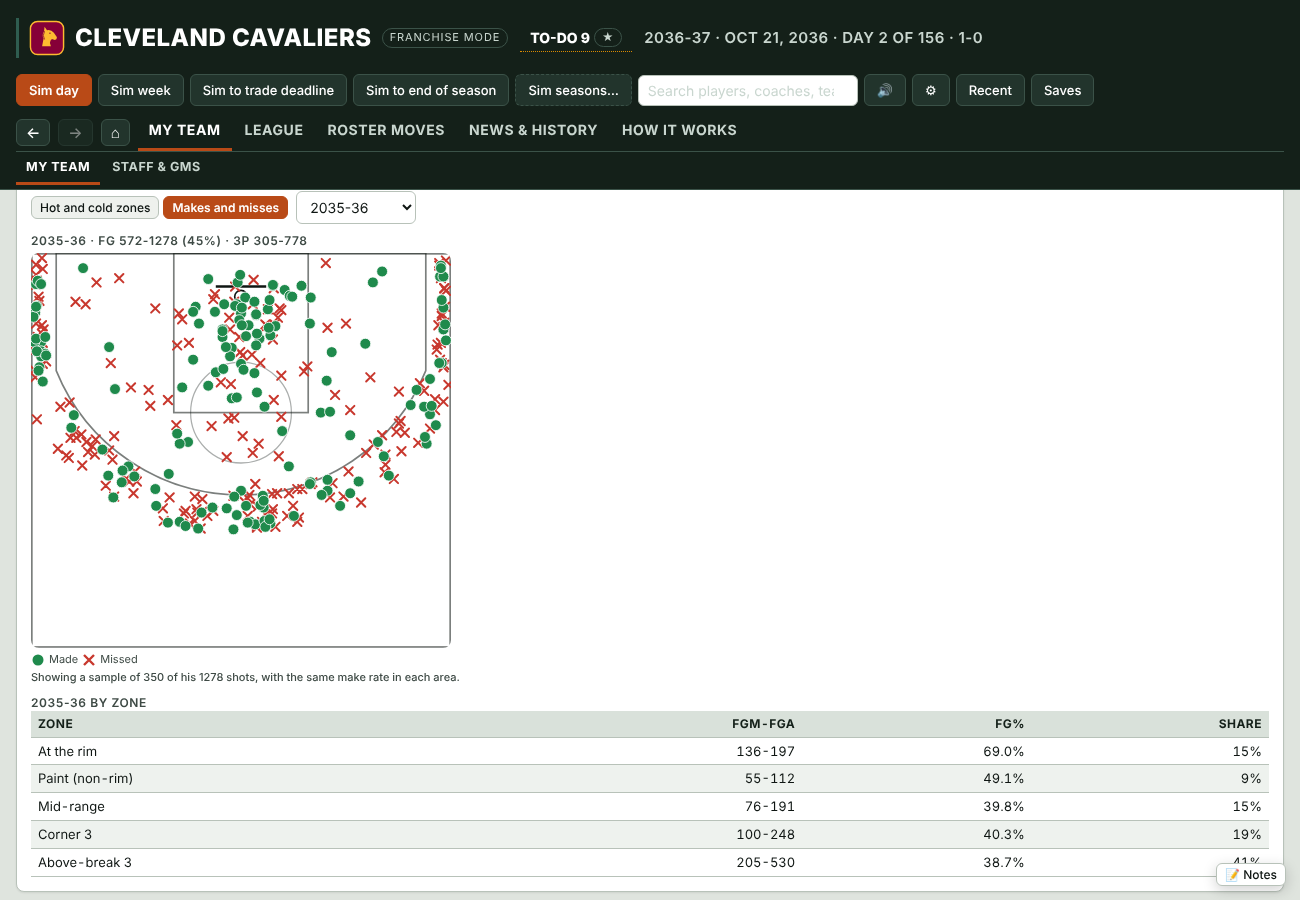 CLEVELAND CAVALIERS FRANCHISE MODE TO-DO 9 ★ 2036-37 · OCT 21, 2036 · DAY 2 OF 156 · 1-0
Sim day Sim week Sim to trade deadline Sim to end of season Sim seasons... Search players, coaches, tea Recent Saves
MY TEAM LEAGUE ROSTER MOVES NEWS & HISTORY HOW IT WORKS
MY TEAM STAFF & GMS
Hot and cold zones Makes and misses 2035-36
2035-36 · FG 572-1278 (45%) · 3P 305-778
Made Missed
Showing a sample of 350 of his 1278 shots, with the same make rate in each area.
2035-36 BY ZONE
ZONE FGM-FGA FG% SHARE
At the rim 136-197 69.0% 15%
Paint (non-rim) 55-112 49.1% 9%
Mid-range 76-191 39.8% 15%
Corner 3 100-248 40.3% 19%
Above-break 3 205-530 38.7% 41%
Notes